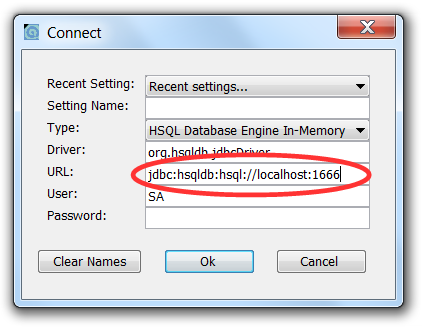 Connect
Recent Setting: Recent settings...
Setting Name:
Type: HSQL Database Engine In-Memory
Driver: org.hsqldb.jdbcDriver
URL: jdbc:hsqldb:hsql://localhost:1666
User: SA
Password:
Clear Names Ok Cancel